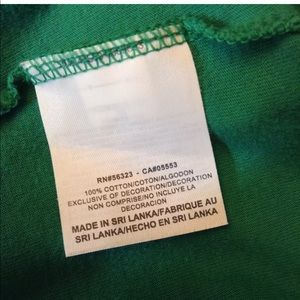 RN#56323 - CA#05553
100% COTTON/COTON/ALGODON
EXCLUSIVE OF DECORATION/DECORATION
NON COMPRISE/NO INCLUYE LA
DECORACION
MADE IN SRI LANKA/FABRIQUE AU
SRI LANKA/HECHO EN SRI LANKA